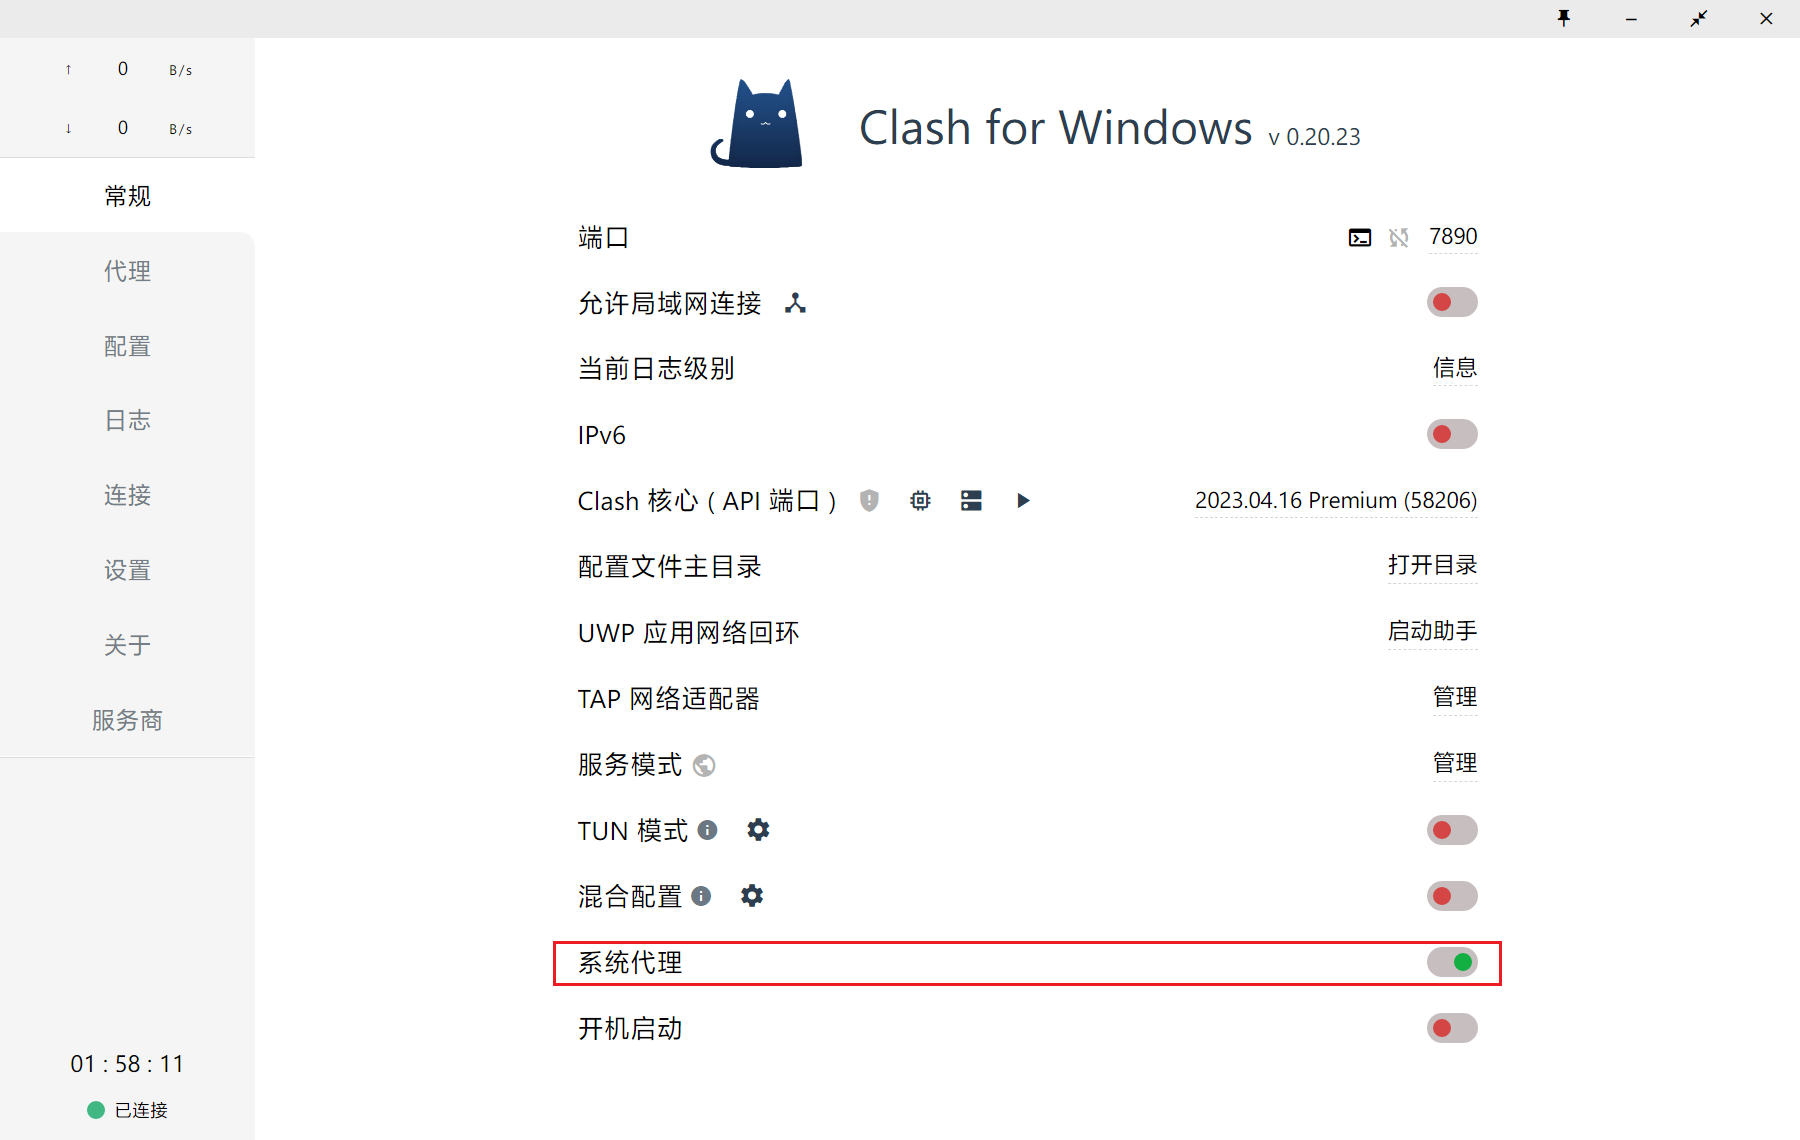 ↑ 0 B/s
↓ 0 B/s
常规
代理
配置
日志
连接
设置
关于
服务商
01 : 58 : 11
已连接
Clash for Windows v 0.20.23
端口 7890
允许局域网连接
当前日志级别 信息
IPv6
Clash 核心 ( API 端口 ) 2023.04.16 Premium (58206)
配置文件主目录 打开目录
UWP 应用网络回环 启动助手
TAP 网络适配器 管理
服务模式 管理
TUN 模式
混合配置
系统代理
开机启动